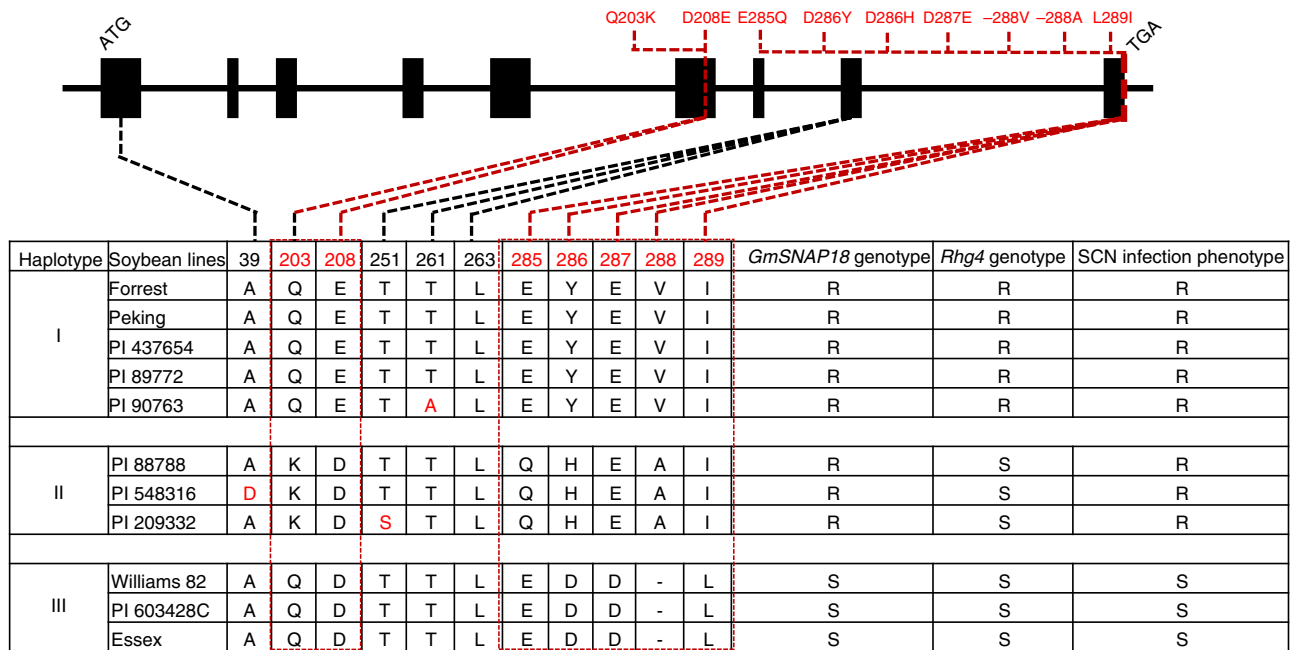 Q203K D208E E285Q D286Y D286H D287E –288V –288A L289I
ATG
TGA
Haplotype Soybean lines 39 203 208 251 261 263 285 286 287 288 289 GmSNAP18 genotype Rhg4 genotype SCN infection phenotype
I
Forrest A Q E T T L E Y E V I R R R
Peking A Q E T T L E Y E V I R R R
PI 437654 A Q E T T L E Y E V I R R R
PI 89772 A Q E T T L E Y E V I R R R
PI 90763 A Q E T A L E Y E V I R R R
II
PI 88788 A K D T T L Q H E A I R S R
PI 548316 D K D T T L Q H E A I R S R
PI 209332 A K D S T L Q H E A I R S R
III
Williams 82 A Q D T T L E D D - L S S S
PI 603428C A Q D T T L E D D - L S S S
Essex A Q D T T L E D D - L S S S